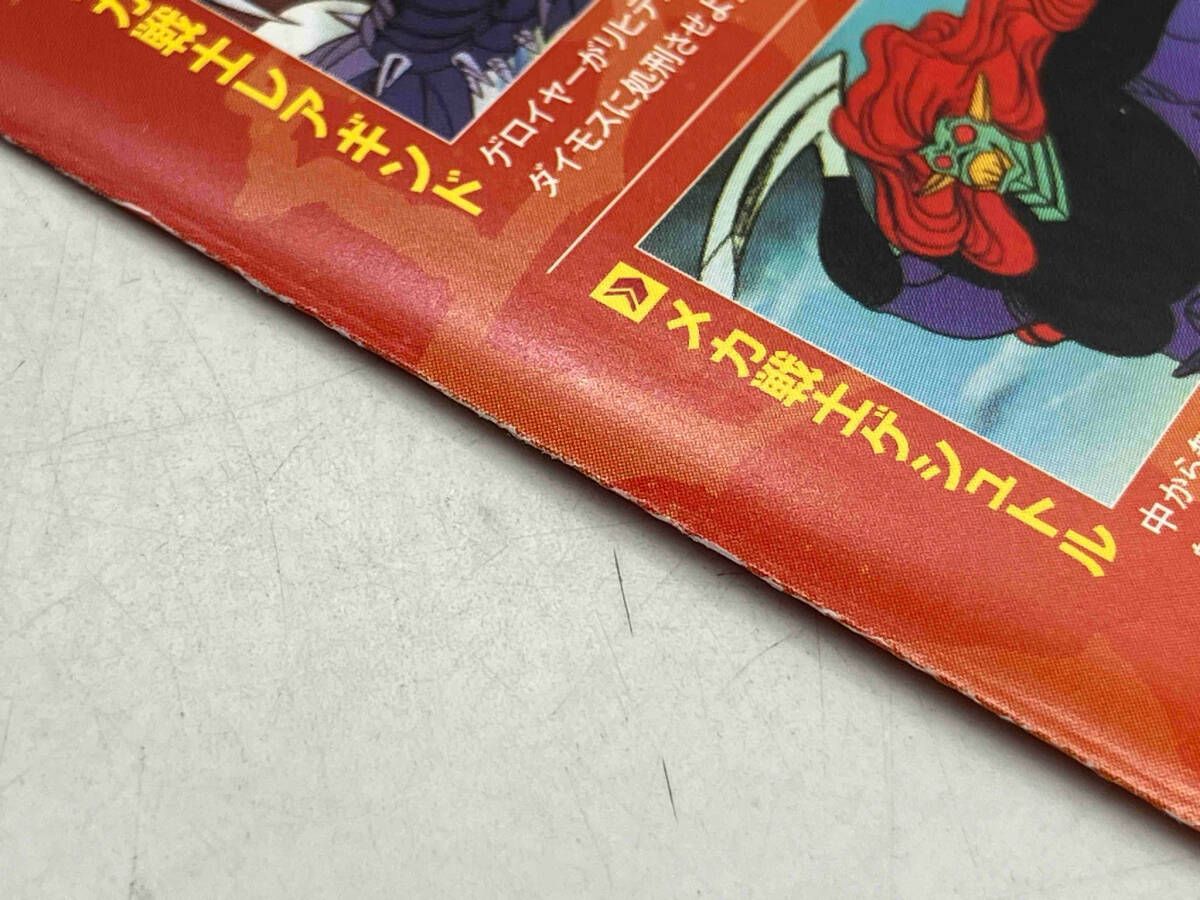 カ戦士レアギンド
ゲロイヤーがリヒテ
ダイモスに処刑させよ
メカ戦士ゲシュトル
中から